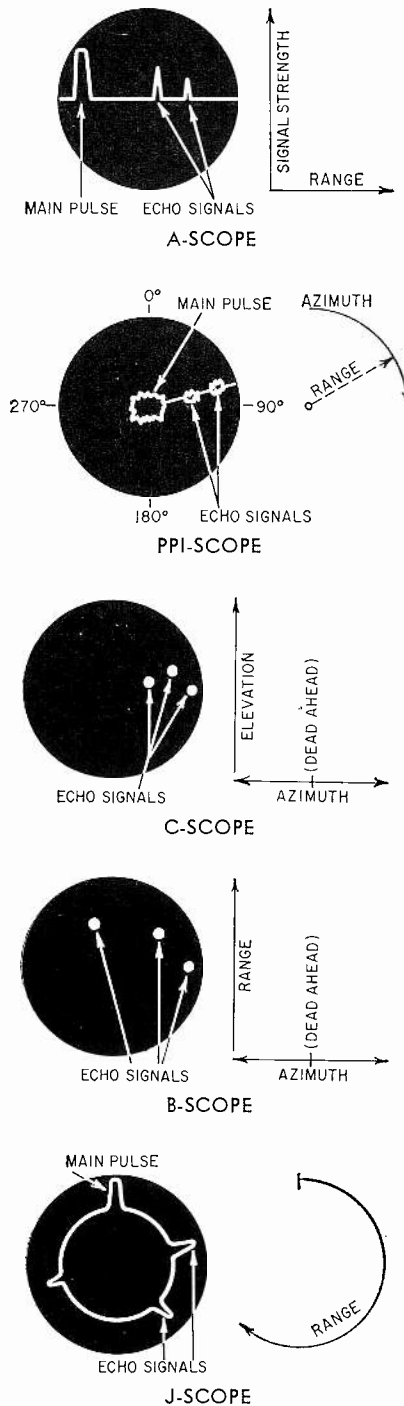 SIGNAL STRENGTH
RANGE
MAIN PULSE
ECHO SIGNALS
A-SCOPE
0°
MAIN PULSE
AZIMUTH
RANGE
270°
90°
180°
ECHO SIGNALS
PPI-SCOPE
ELEVATION
(DEAD AHEAD)
ECHO SIGNALS
AZIMUTH
C-SCOPE
RANGE
(DEAD AHEAD)
ECHO SIGNALS
AZIMUTH
B-SCOPE
MAIN PULSE
RANGE
ECHO SIGNALS
J-SCOPE